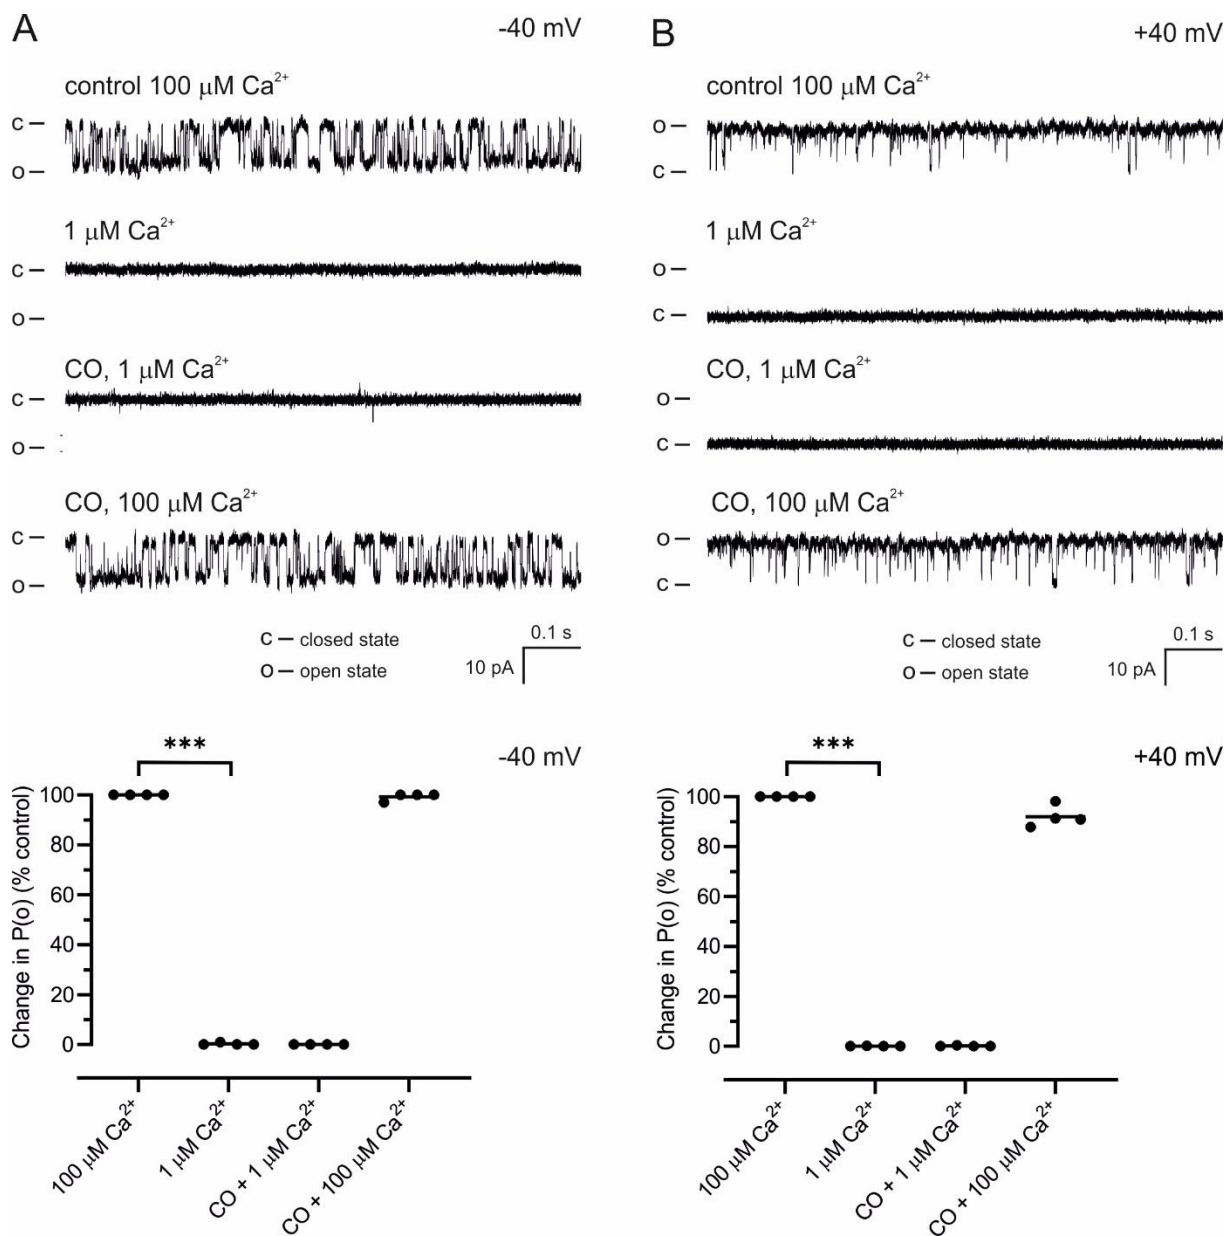 A
-40 mV
control 100 μM Ca²⁺
c
o
1 μM Ca²⁺
c
o
CO, 1 μM Ca²⁺
c
o
CO, 100 μM Ca²⁺
c
o
c — closed state
o — open state
0.1 s
10 pA
B
+40 mV
control 100 μM Ca²⁺
o
c
1 μM Ca²⁺
o
c
CO, 1 μM Ca²⁺
o
c
CO, 100 μM Ca²⁺
o
c
c — closed state
o — open state
0.1 s
10 pA
***
-40 mV
Change in P(o) (% control)
100
80
60
40
20
0
100 μM Ca²⁺
1 μM Ca²⁺
CO + 1 μM Ca²⁺
CO + 100 μM Ca²⁺
***
+40 mV
Change in P(o) (% control)
100
80
60
40
20
0
100 μM Ca²⁺
1 μM Ca²⁺
CO + 1 μM Ca²⁺
CO + 100 μM Ca²⁺